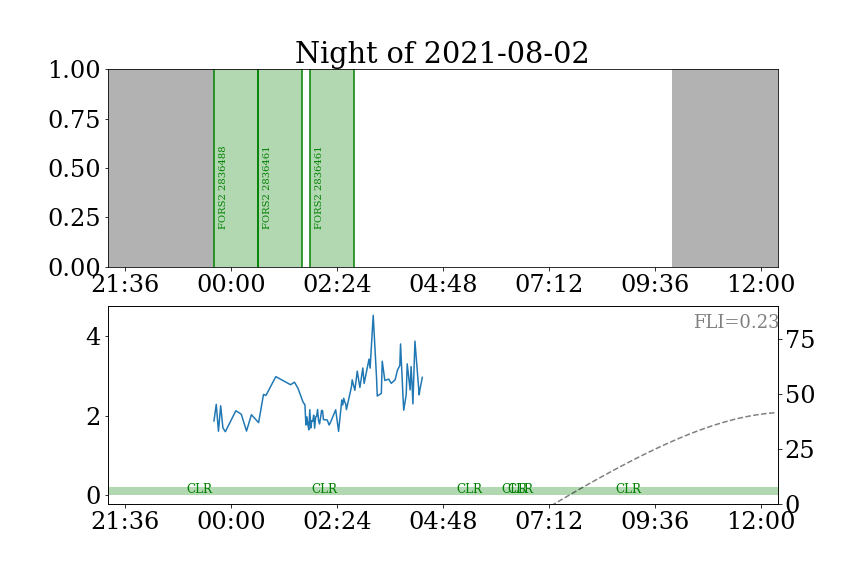 Night of 2021-08-02
1.00
0.75
0.50
0.25
0.00
FORS2 2836488
FORS2 2836461
FORS2 2836461
21:36 00:00 02:24 04:48 07:12 09:36 12:00
FLI=0.23
4
2
0
75
50
25
0
CLR CLR CLR CLR CLR CLR
21:36 00:00 02:24 04:48 07:12 09:36 12:00